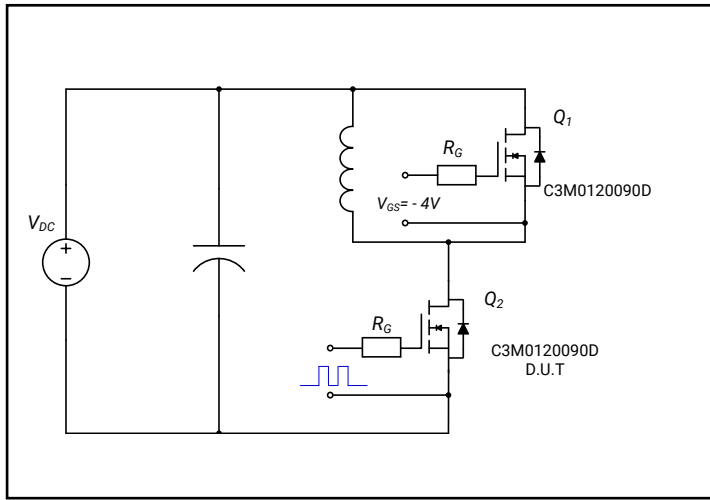 Q1
RG
C3M0120090D
VGS= - 4V
VDC
+
−
Q2
RG
C3M0120090D
D.U.T